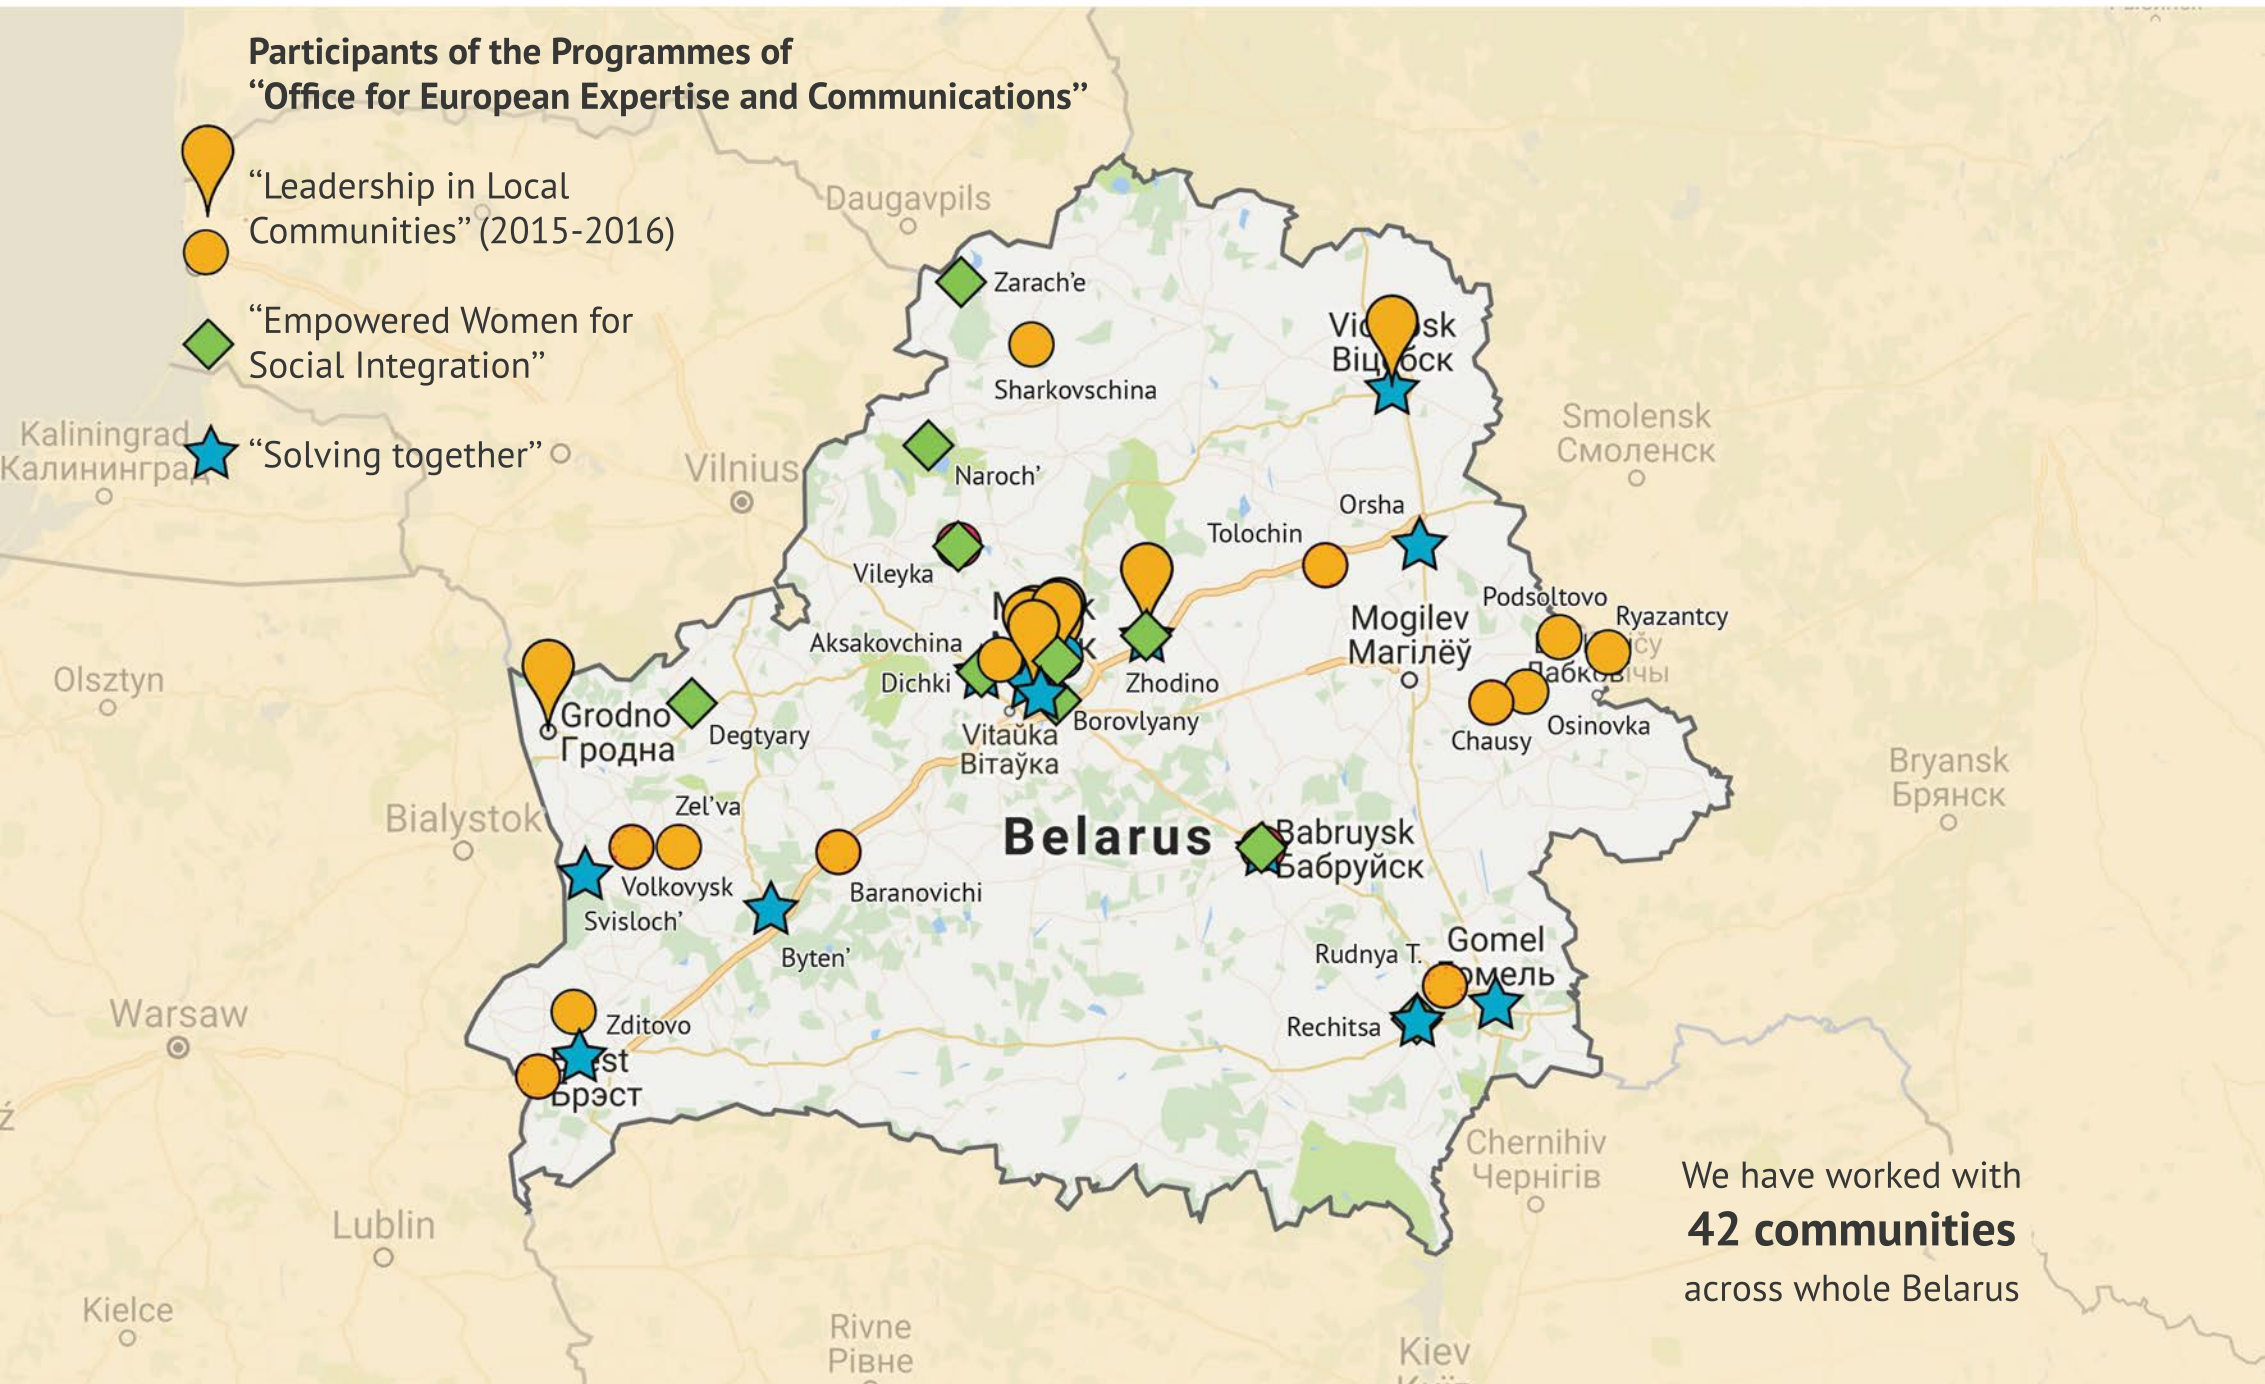 Participants of the Programmes of
“Office for European Expertise and Communications”
“Leadership in Local
Communities” (2015-2016)
“Empowered Women for
Social Integration”
“Solving together”
Daugavpils
Zarach’e
Sharkovschina
Віцебск
Kaliningrad
Калининград
Vilnius
Smolensk
Смоленск
Naroch’
Orsha
Tolochin
Vileyka
Podsoltovo
Ryazantcy
Mogilev
Магілёў
Aksakovchina
Dichki
Zhodino
Olsztyn
Grodno
Гродна
Degtyary
Borovlyany
Vitaŭka
Вітаўка
Osinovka
Chausy
Bryansk
Брянск
Bialystok
Zel’va
Belarus
Babruysk
Бабруйск
Volkovysk
Baranovichi
Svisloch’
Byten’
Rudnya T.
Gomel
Гомель
Warsaw
Zditovo
Rechitsa
Брэст
Chernihiv
Чернігів
We have worked with
42 communities
across whole Belarus
Lublin
Kielce
Rivne
Рівне
Kiev